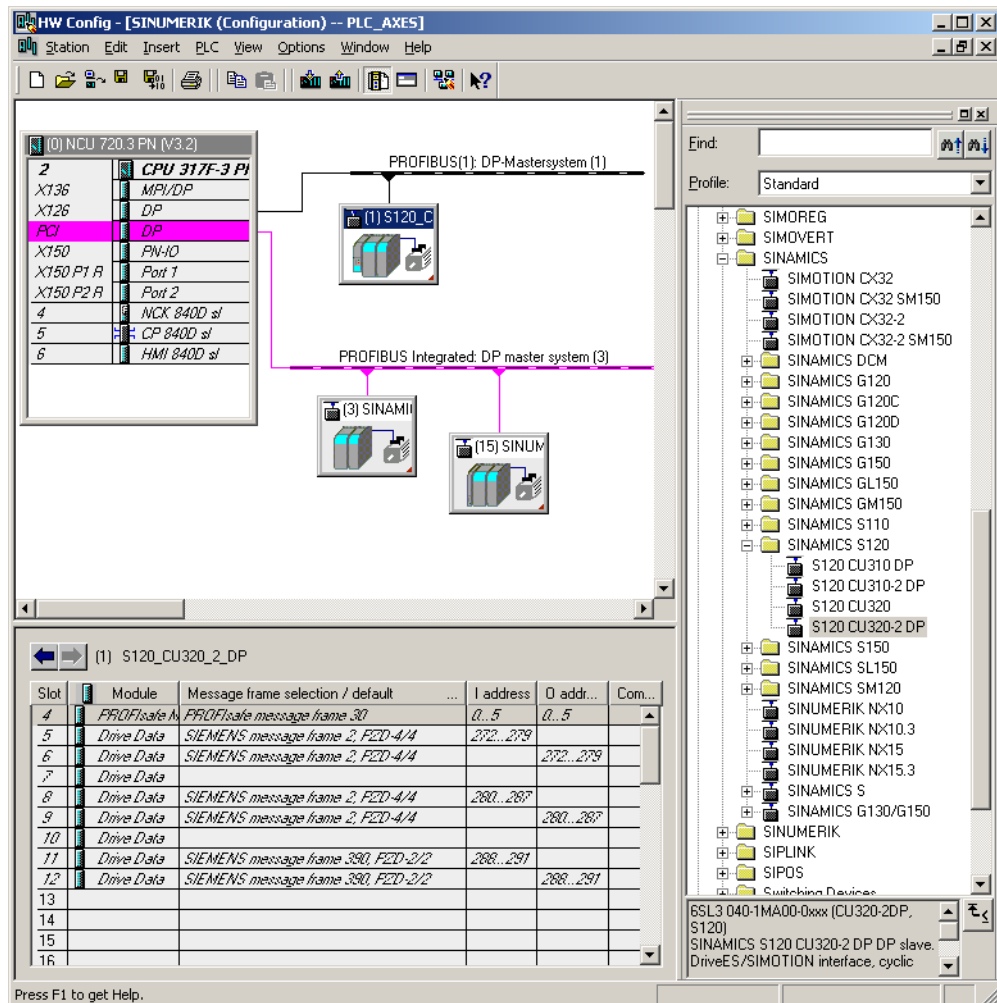 HW Config - [SINUMERIK (Configuration) -- PLC_AXES]
Station Edit Insert PLC View Options Window Help
(0) NCU 720.3 PN (V3.2)
2 CPU 317F-3 PN
X136 MPI/DP
X126 DP
PCI DP
X150 PN-IO
X150 P1 R Port 1
X150 P2 R Port 2
4 NCK 840D sl
5 CP 840D sl
6 HMI 840D sl
PROFIBUS(1): DP-Mastersystem (1)
(1) S120_C
PROFIBUS Integrated: DP master system (3)
(3) SINAMI
(15) SINUM
Find:
Profile: Standard
SIMOREG
SIMOVERT
SINAMICS
SIMOTION CX32
SIMOTION CX32 SM150
SIMOTION CX32-2
SIMOTION CX32-2 SM150
SINAMICS DCM
SINAMICS G120
SINAMICS G120C
SINAMICS G120D
SINAMICS G130
SINAMICS G150
SINAMICS GL150
SINAMICS GM150
SINAMICS S110
SINAMICS S120
S120 CU310 DP
S120 CU310-2 DP
S120 CU320
S120 CU320-2 DP
SINAMICS S150
SINAMICS SL150
SINAMICS SM120
SINUMERIK NX10
SINUMERIK NX10.3
SINUMERIK NX15
SINUMERIK NX15.3
SINAMICS S
SINAMICS G130/G150
SINUMERIK
SIPLINK
SIPOS
Switching Devices
6SL3 040-1MA00-0xxx (CU320-2DP,
S120)
SINAMICS S120 CU320-2 DP DP slave.
DriveES/SIMOTION interface, cyclic
(1) S120_CU320_2_DP
Slot Module Message frame selection / default ... I address O addr... Com...
4 PROFIsafe M PROFIsafe message frame 30 0...5 0...5
5 Drive Data SIEMENS message frame 2, PZD-4/4 272...279
6 Drive Data SIEMENS message frame 2, PZD-4/4 272...279
7 Drive Data
8 Drive Data SIEMENS message frame 2, PZD-4/4 280...287
9 Drive Data SIEMENS message frame 2, PZD-4/4 280...287
10 Drive Data
11 Drive Data SIEMENS message frame 390, PZD-2/2 288...291
12 Drive Data SIEMENS message frame 390, PZD-2/2 288...291
13
14
15
16
Press F1 to get Help.